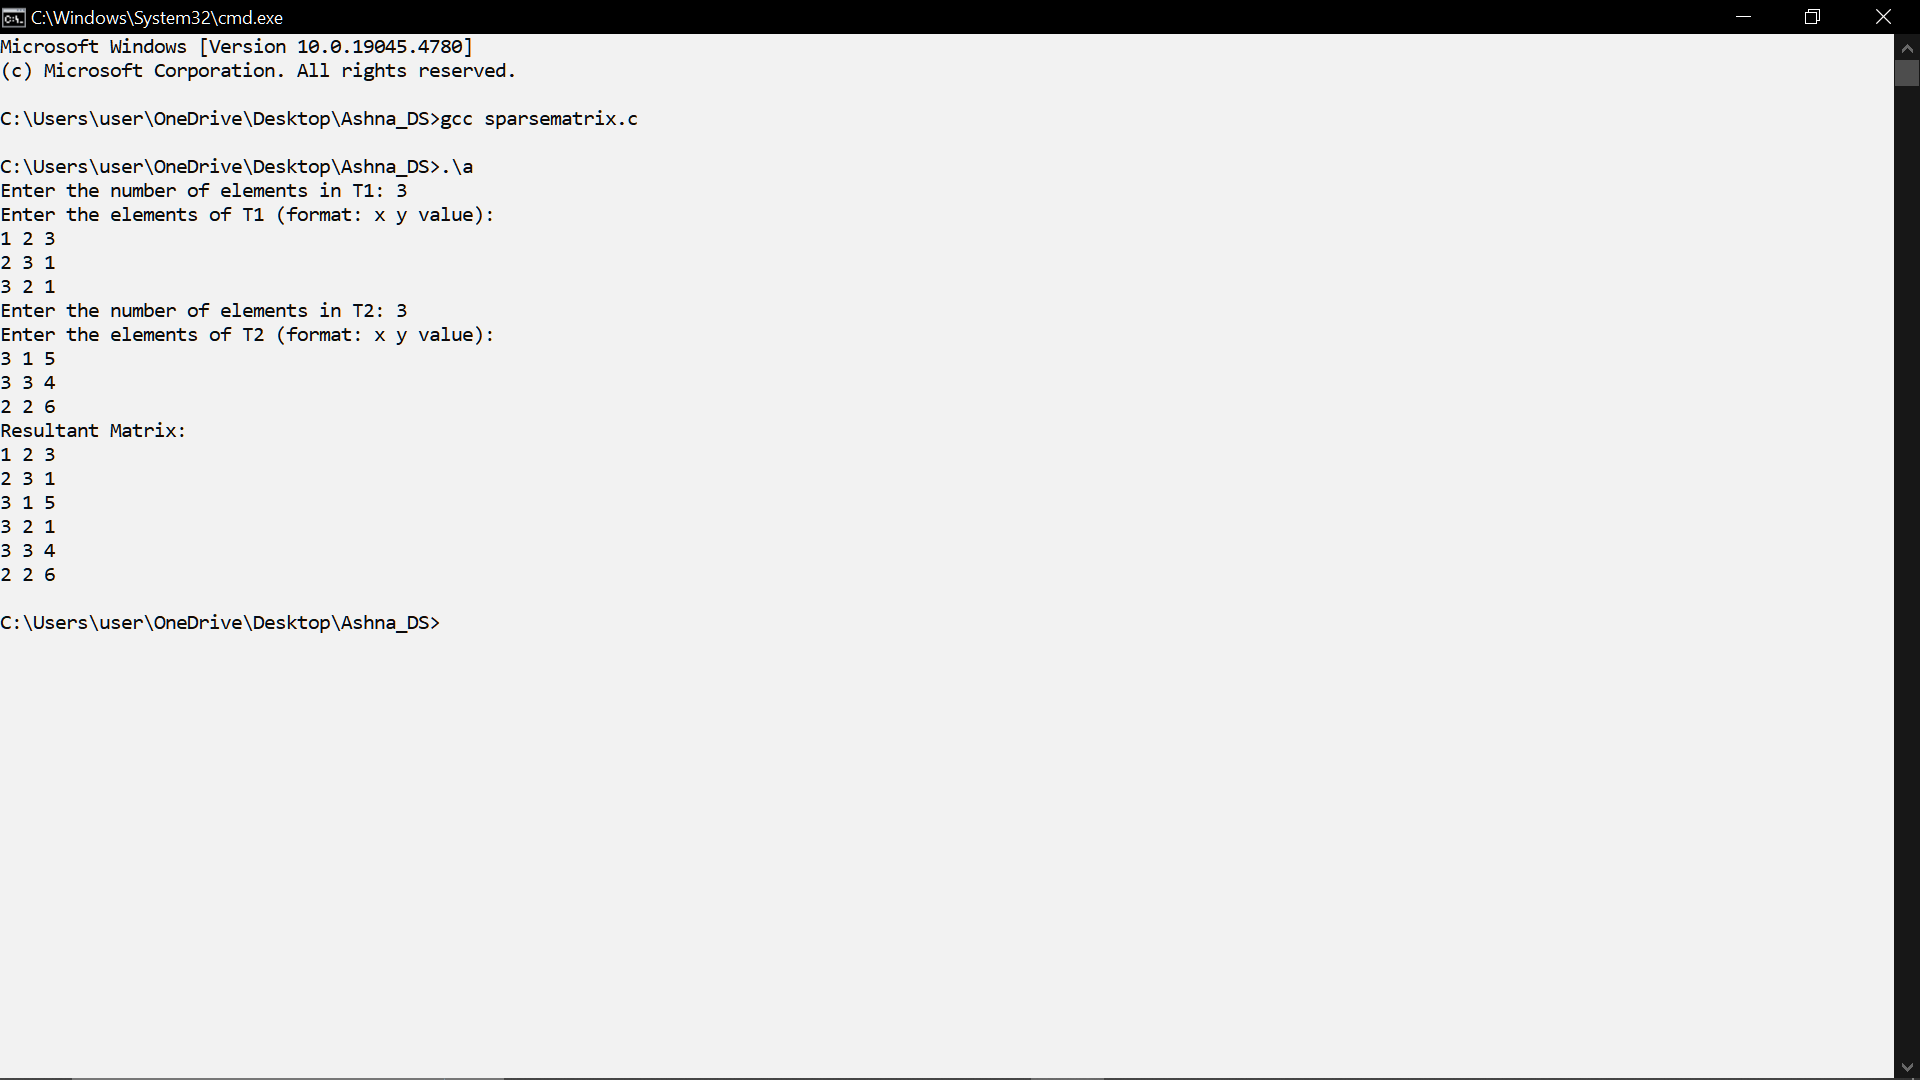 C:\Windows\System32\cmd.exe
Microsoft Windows [Version 10.0.19045.4780]
(c) Microsoft Corporation. All rights reserved.
C:\Users\user\OneDrive\Desktop\Ashna_DS>gcc sparsematrix.c
C:\Users\user\OneDrive\Desktop\Ashna_DS>.\a
Enter the number of elements in T1: 3
Enter the elements of T1 (format: x y value):
1 2 3
2 3 1
3 2 1
Enter the number of elements in T2: 3
Enter the elements of T2 (format: x y value):
3 1 5
3 3 4
2 2 6
Resultant Matrix:
1 2 3
2 3 1
3 1 5
3 2 1
3 3 4
2 2 6
C:\Users\user\OneDrive\Desktop\Ashna_DS>